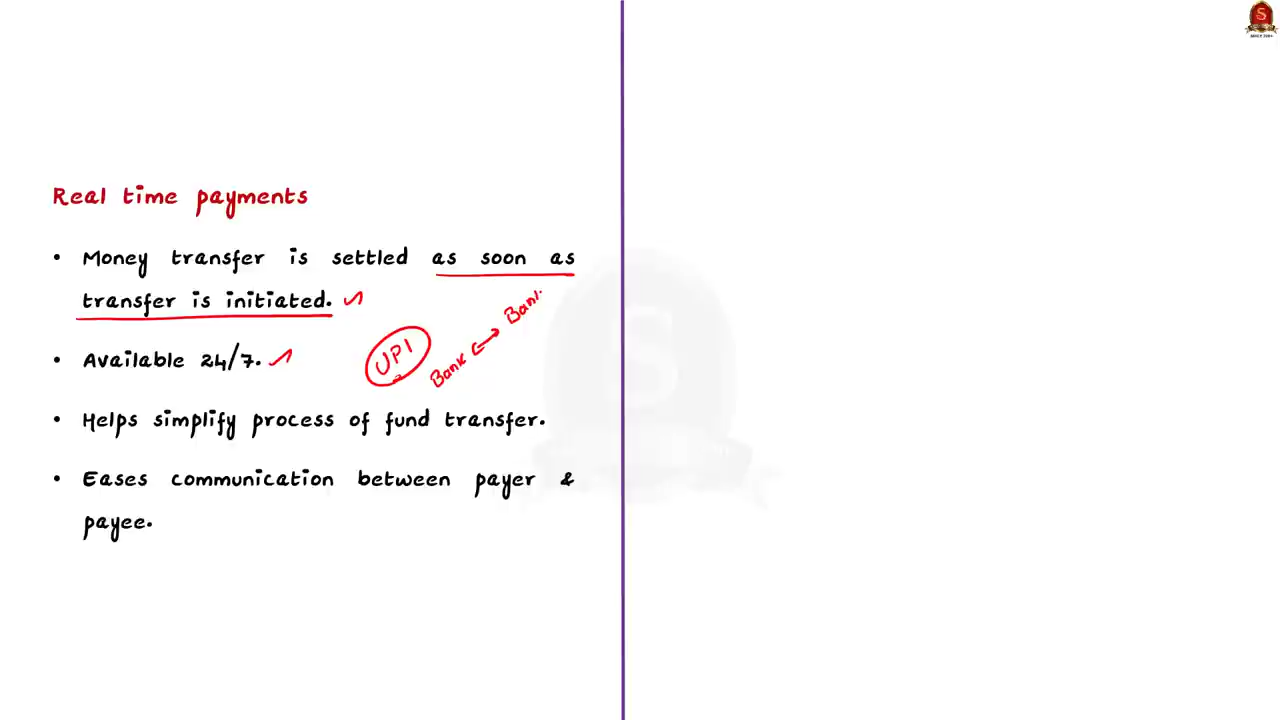 Real time payments
• Money transfer is settled as soon as
transfer is initiated.
• Available 24/7.
UPI
Bank ↔ Bank
• Helps simplify process of fund transfer.
• Eases communication between payer &
payee.
S